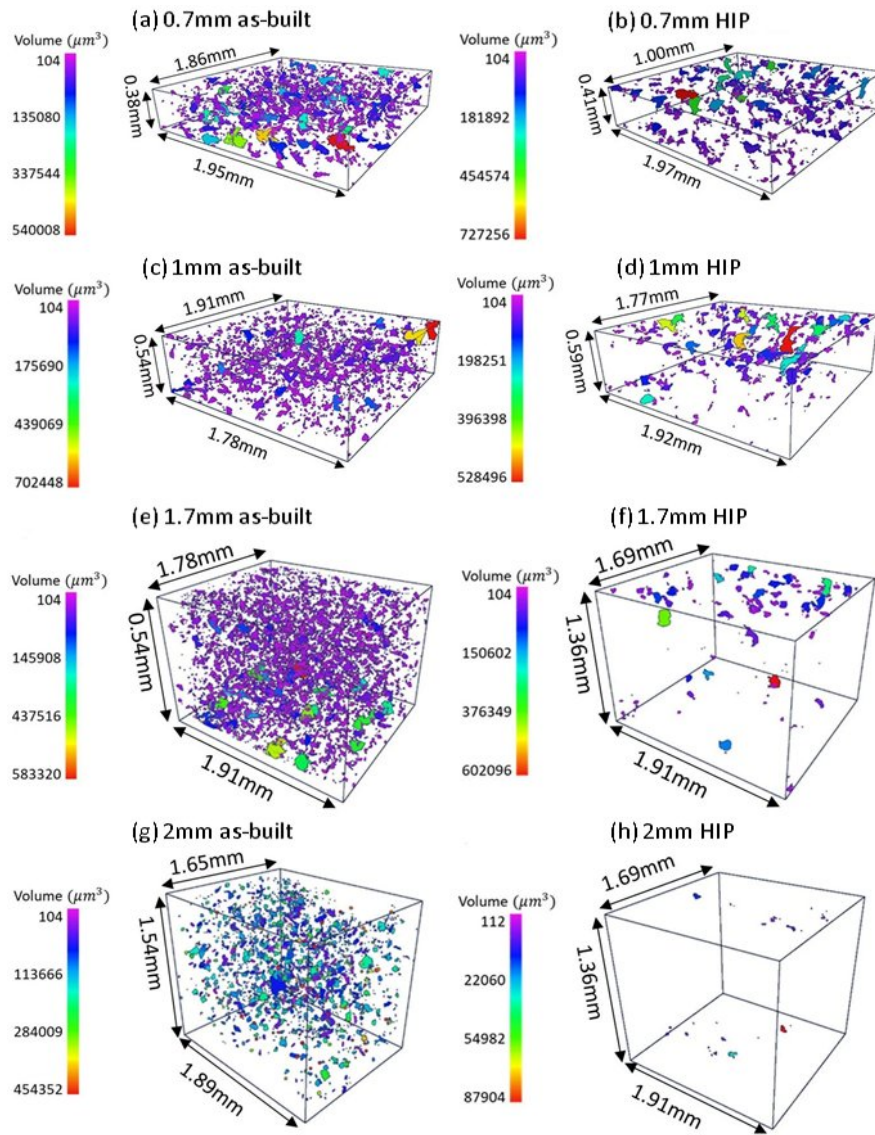 (a) 0.7mm as-built
Volume (μm³)
104
135080
337544
540008
1.86mm
0.38mm
1.95mm
(b) 0.7mm HIP
Volume (μm³)
104
181892
454574
727256
1.00mm
0.41mm
1.97mm
(c) 1mm as-built
Volume (μm³)
104
175690
439069
702448
1.91mm
0.54mm
1.78mm
(d) 1mm HIP
Volume (μm³)
104
198251
396398
528496
1.77mm
0.59mm
1.92mm
(e) 1.7mm as-built
Volume (μm³)
104
145908
437516
583320
1.78mm
0.54mm
1.91mm
(f) 1.7mm HIP
Volume (μm³)
104
150602
376349
602096
1.69mm
1.36mm
1.91mm
(g) 2mm as-built
Volume (μm³)
104
113666
284009
454352
1.65mm
1.54mm
1.89mm
(h) 2mm HIP
Volume (μm³)
112
22060
54982
87904
1.69mm
1.36mm
1.91mm